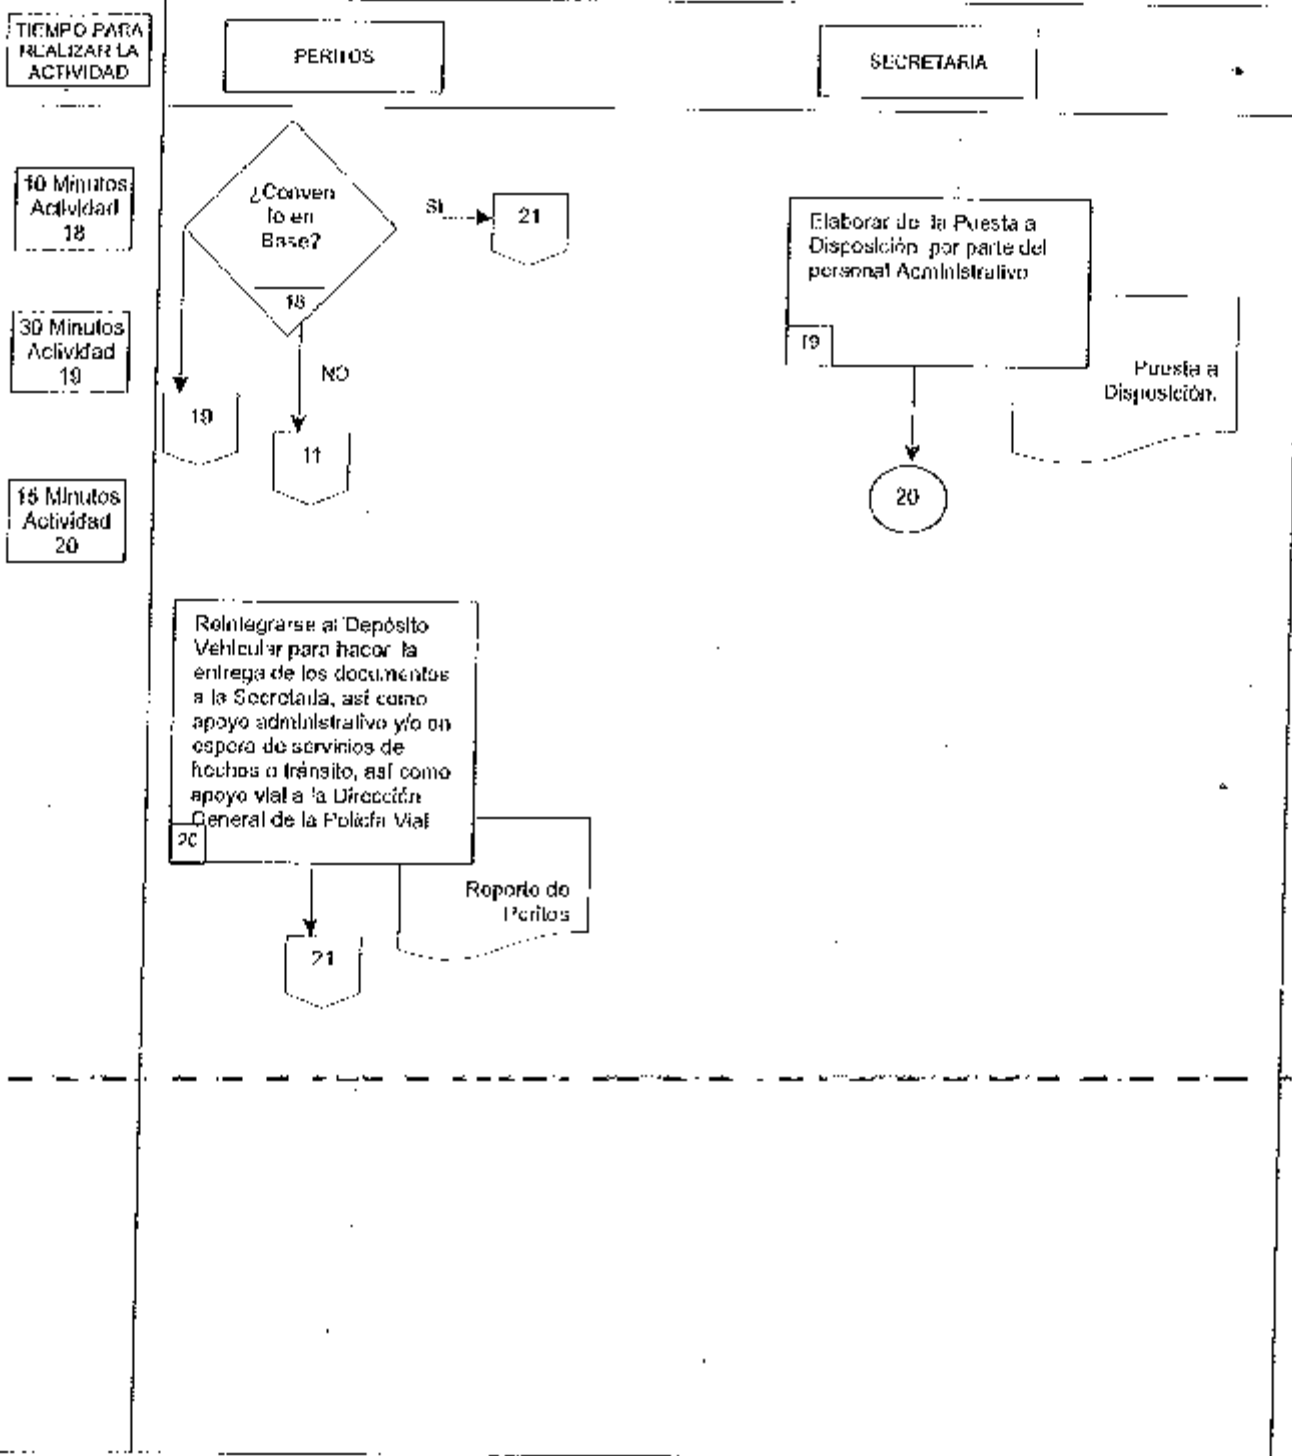 TIEMPO PARA
REALIZAR LA
ACTIVIDAD
PERITOS
SECRETARIA
10 Minutos
Actividad
18
¿Conven
io en
Base?
18
SI
21
Elaborar de la Puesta a
Disposición por parte del
personal Administrativo
19
Puesta a
Disposición.
30 Minutos
Actividad
19
NO
19
11
20
15 Minutos
Actividad
20
Reintegrarse al Depósito
Vehicular para hacer la
entrega de los documentos
a la Secretaria, así como
apoyo administrativo y/o en
espera de servicios de
hechos o tránsito, así como
apoyo vial a la Dirección
General de la Policía Vial
20
Reporte de
Peritos
21